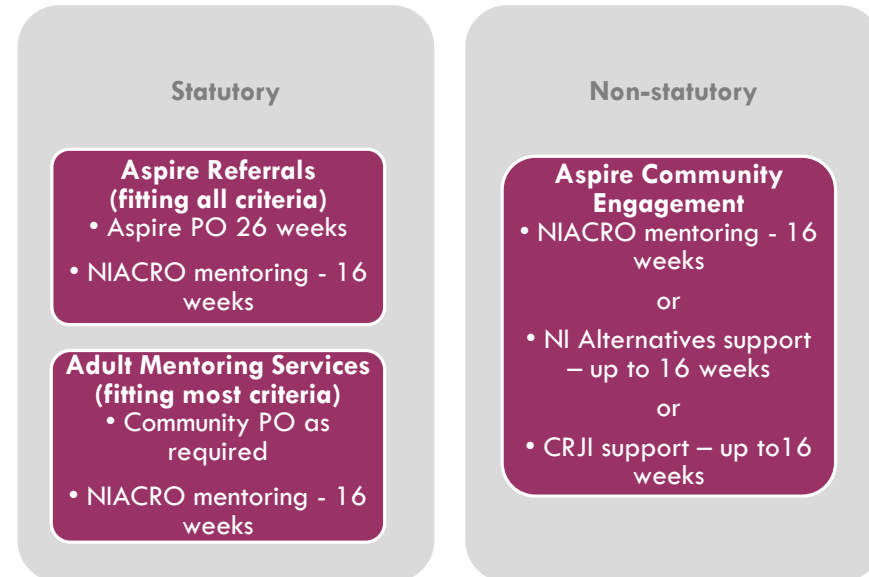 Statutory
Aspire Referrals
(fitting all criteria)
• Aspire PO 26 weeks
• NIACRO mentoring - 16
weeks
Adult Mentoring Services
(fitting most criteria)
• Community PO as
required
• NIACRO mentoring - 16
weeks
Non-statutory
Aspire Community
Engagement
• NIACRO mentoring - 16
weeks
or
• NI Alternatives support
– up to 16 weeks
or
• CRJI support – up to16
weeks